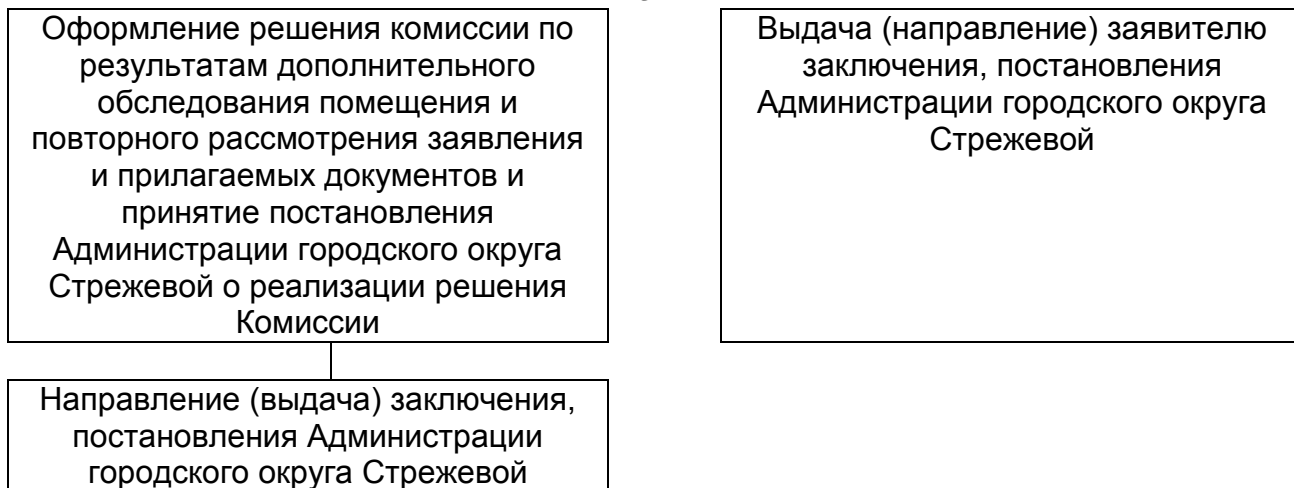 Оформление решения комиссии по
результатам дополнительного
обследования помещения и
повторного рассмотрения заявления
и прилагаемых документов и
принятие постановления
Администрации городского округа
Стрежевой о реализации решения
Комиссии
Выдача (направление) заявителю
заключения, постановления
Администрации городского округа
Стрежевой
Направление (выдача) заключения,
постановления Администрации
городского округа Стрежевой